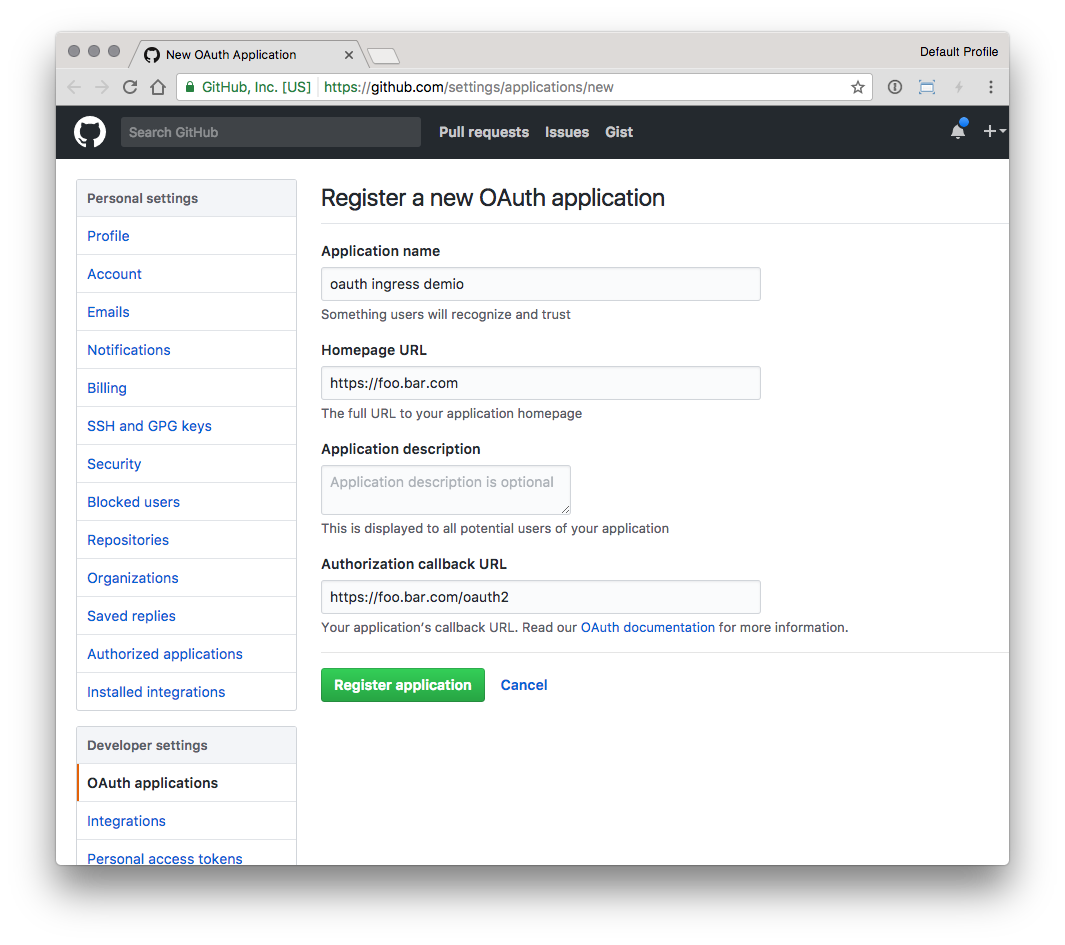 New OAuth Application
Default Profile
GitHub, Inc. [US] https://github.com/settings/applications/new
Search GitHub Pull requests Issues Gist
Personal settings
Profile
Account
Emails
Notifications
Billing
SSH and GPG keys
Security
Blocked users
Repositories
Organizations
Saved replies
Authorized applications
Installed integrations
Developer settings
OAuth applications
Integrations
Personal access tokens
Register a new OAuth application
Application name
oauth ingress demio
Something users will recognize and trust
Homepage URL
https://foo.bar.com
The full URL to your application homepage
Application description
Application description is optional
This is displayed to all potential users of your application
Authorization callback URL
https://foo.bar.com/oauth2
Your application's callback URL. Read our OAuth documentation for more information.
Register application Cancel